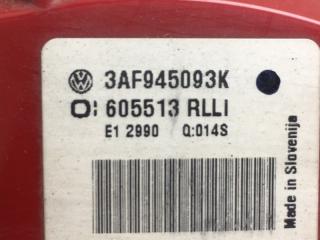 3AF945093K
O: 605513 RLLI
E1 2990 Q:014S
Made in Slovenija